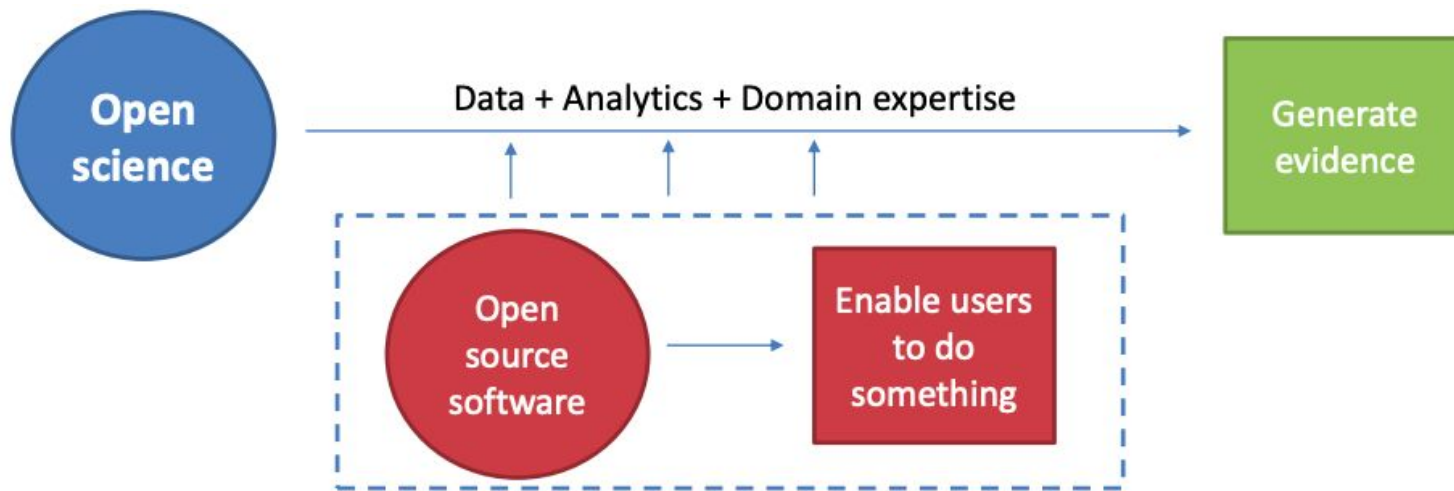 Open
science
Data + Analytics + Domain expertise
Generate
evidence
Open
source
software
Enable users
to do
something